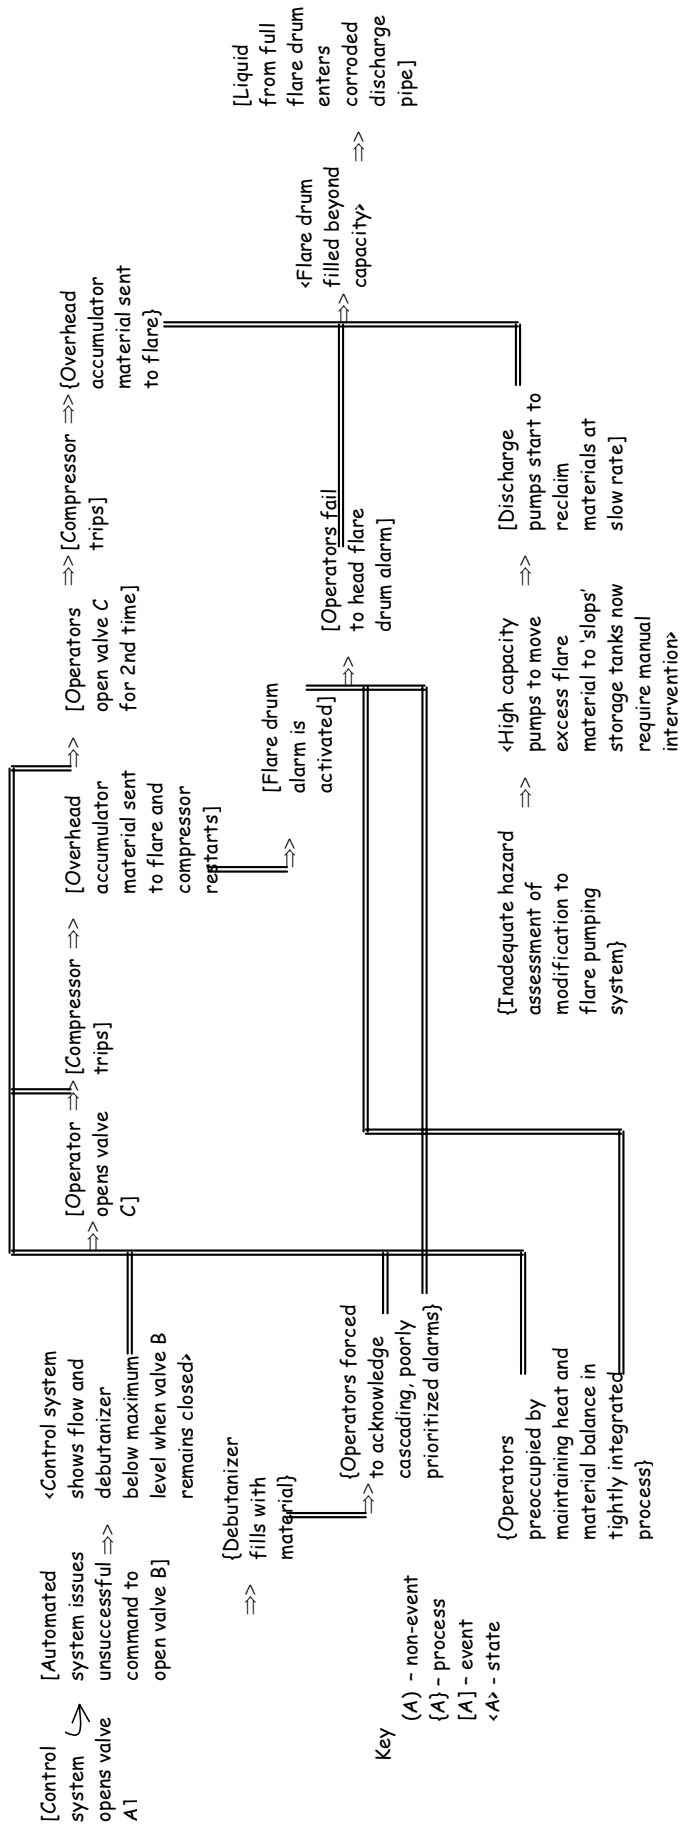 [Control
system
opens valve
A]
[Automated
system issues
unsuccessful
command to
open valve B]
=>>
<Control system
shows flow and
debutanizer
below maximum
level when valve B
remains closed>
=>>
[Operator
opens valve
C]
=>>
[Compressor
trips]
=>>
[Overhead
accumulator
material sent
to flare and
compressor
restarts]
=>>
[Operators
open valve C
for 2nd time]
=>>
[Compressor
trips]
=>>
{Overhead
accumulator
material sent
to flare}
=>>
{Debutanizer
fills with
material}
=>>
{Operators forced
to acknowledge
cascading, poorly
prioritized alarms}
{Operators
preoccupied by
maintaining heat and
material balance in
tightly integrated
process}
=>>
[Flare drum
alarm is
activated]
=>>
[Operators fail
to head flare
drum alarm]
{Inadequate hazard
assessment of
modification to
flare pumping
system}
=>>
<High capacity
pumps to move
excess flare
material to 'slops'
storage tanks now
require manual
intervention>
=>>
[Discharge
pumps start to
reclaim
materials at
slow rate]
=>>
<Flare drum
filled beyond
capacity>
=>>
[Liquid
from full
flare drum
enters
corroded
discharge
pipe]
Key
(A) - non-event
{A} - process
[A] - event
<A> - state